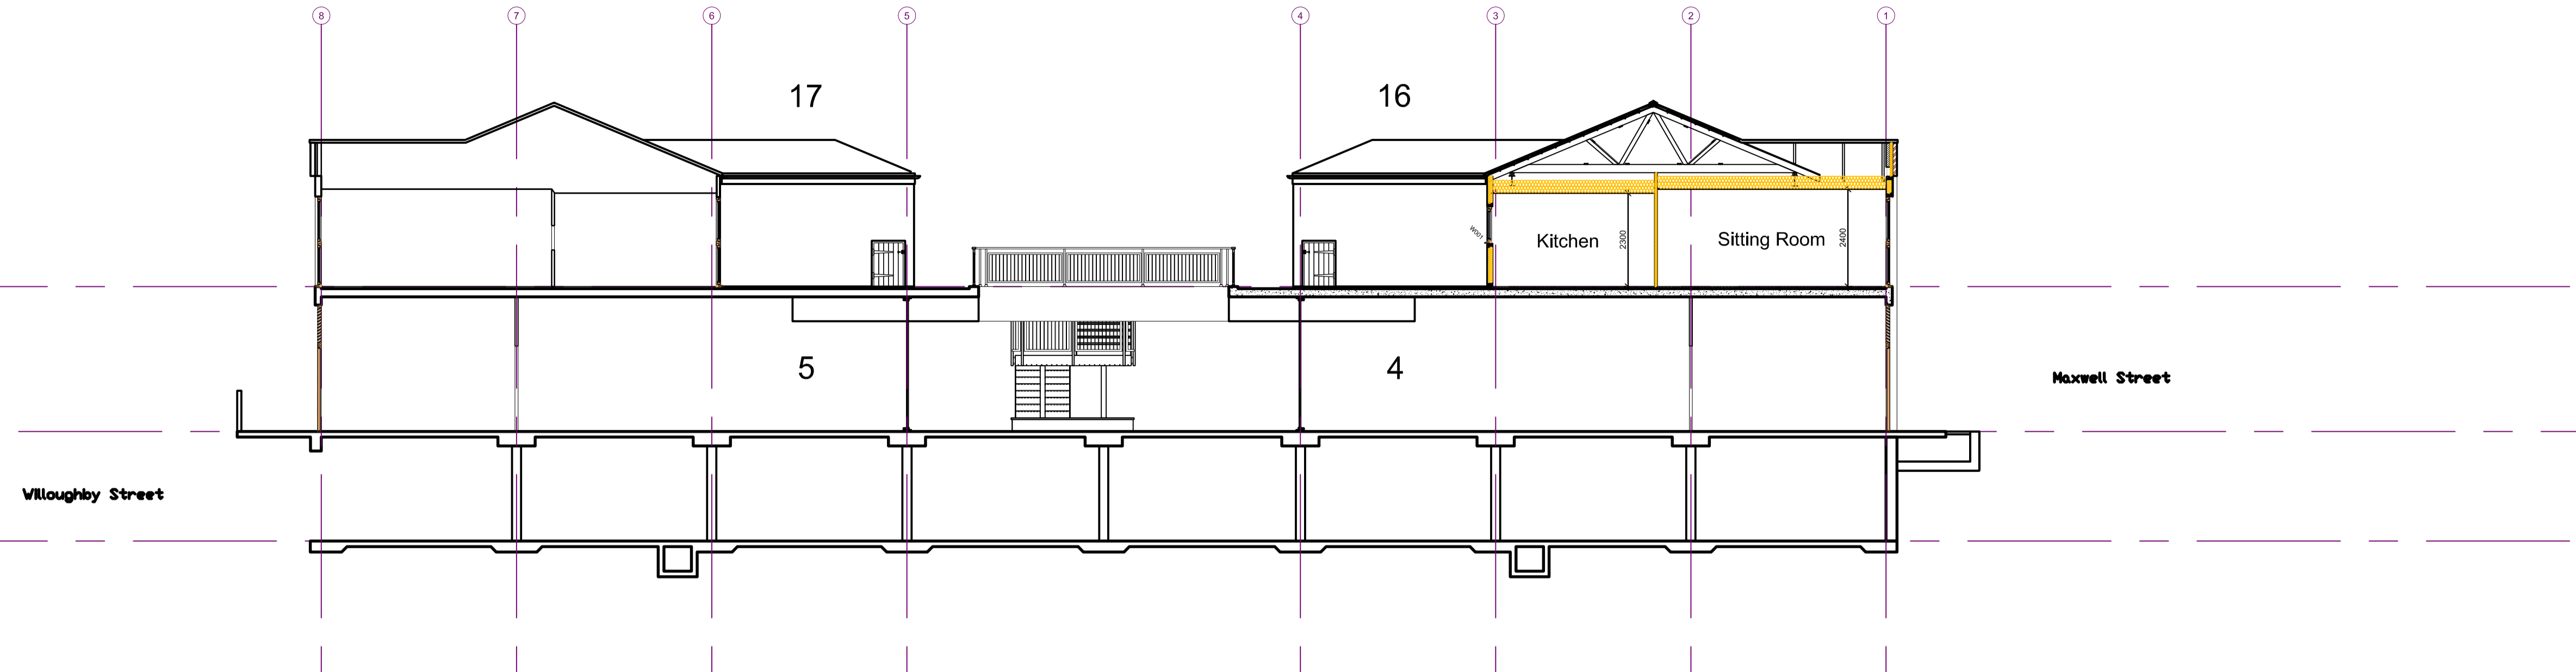 8 7 6 5 4 3 2 1
17 16
W001
Kitchen 2300 Sitting Room 2400
5 4
Maxwell Street
Willoughby Street